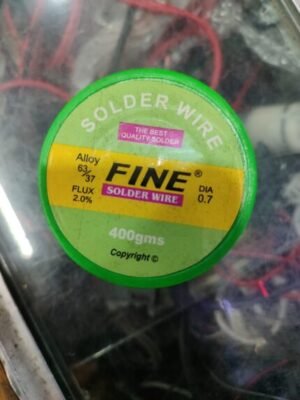 SOLDER WIRE
THE BEST
QUALITY SOLDER
Alloy
63/37
FLUX
2.0%
FINE®
SOLDER WIRE
DIA
0.7
400gms
Copyright ©